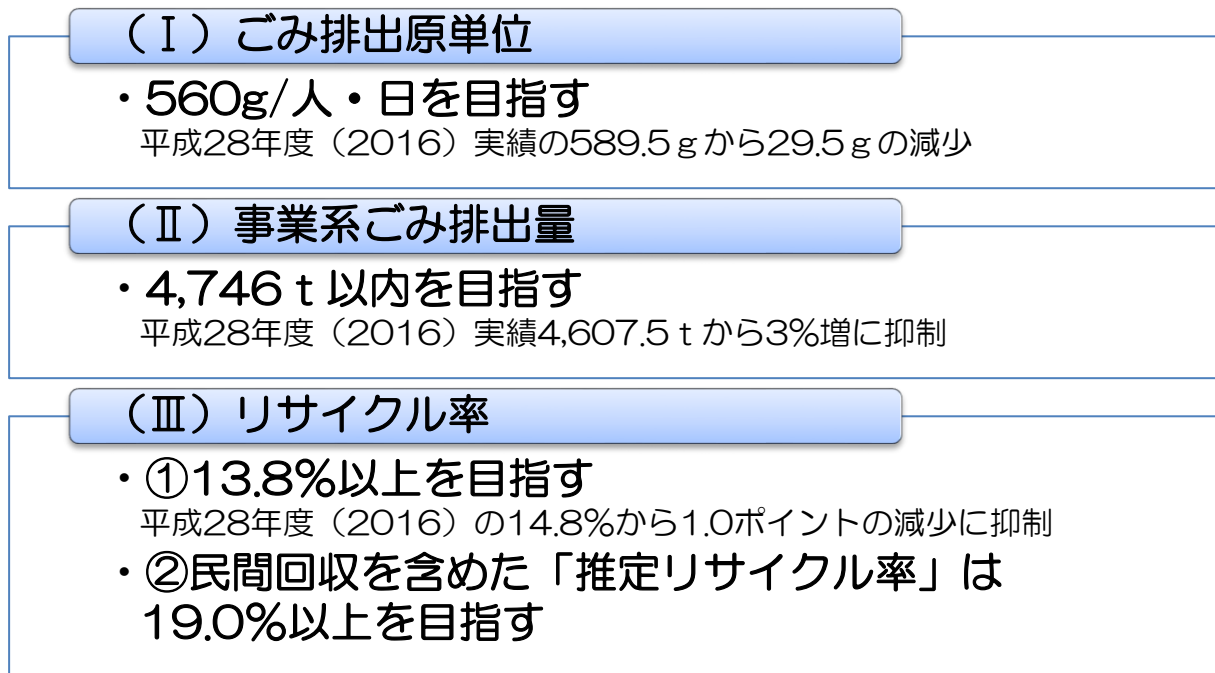 （Ⅰ）ごみ排出原単位
・560g/人・日を目指す
平成28年度（2016）実績の589.5ｇから29.5ｇの減少
（Ⅱ）事業系ごみ排出量
・4,746ｔ以内を目指す
平成28年度（2016）実績4,607.5ｔから3%増に抑制
（Ⅲ）リサイクル率
・①13.8%以上を目指す
平成28年度（2016）の14.8%から1.0ポイントの減少に抑制
・②民間回収を含めた「推定リサイクル率」は
19.0%以上を目指す